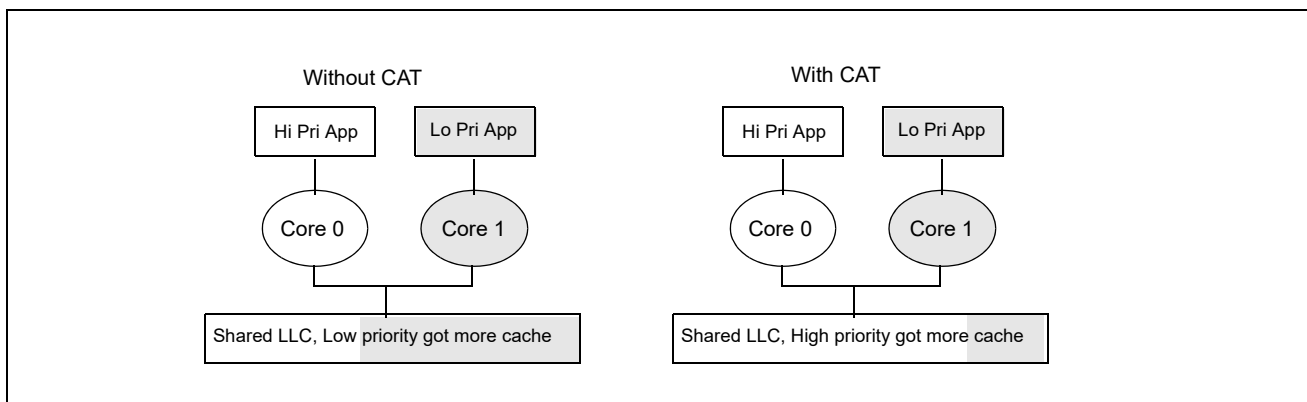 Without CAT
Hi Pri App
Lo Pri App
Core 0
Core 1
Shared LLC, Low priority got more cache
With CAT
Hi Pri App
Lo Pri App
Core 0
Core 1
Shared LLC, High priority got more cache